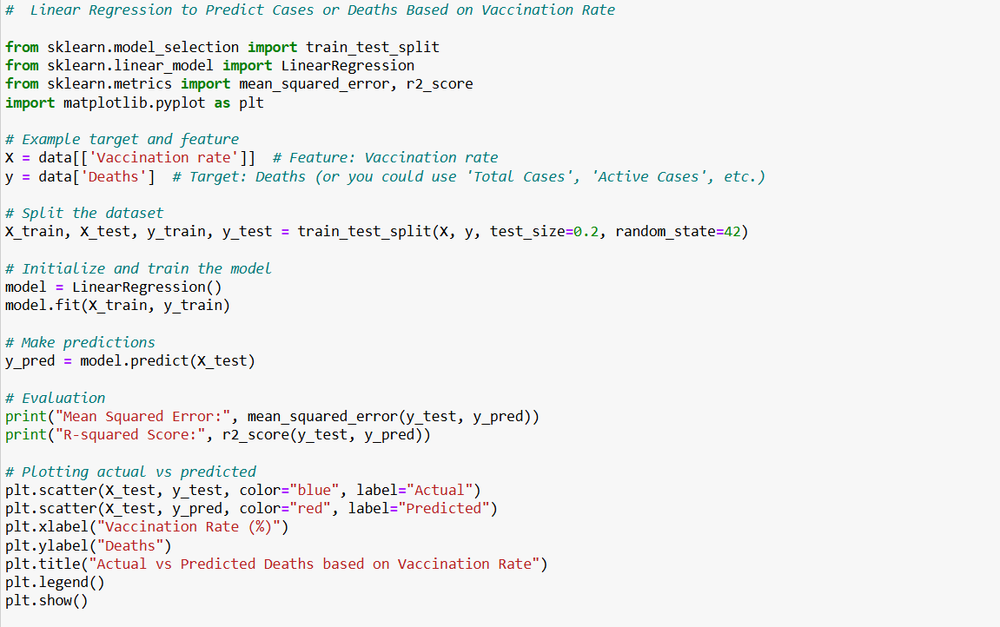 #  Linear Regression to Predict Cases or Deaths Based on Vaccination Rate
from sklearn.model_selection import train_test_split
from sklearn.linear_model import LinearRegression
from sklearn.metrics import mean_squared_error, r2_score
import matplotlib.pyplot as plt
# Example target and feature
X = data[['Vaccination rate']]  # Feature: Vaccination rate
y = data['Deaths']  # Target: Deaths (or you could use 'Total Cases', 'Active Cases', etc.)
# Split the dataset
X_train, X_test, y_train, y_test = train_test_split(X, y, test_size=0.2, random_state=42)
# Initialize and train the model
model = LinearRegression()
model.fit(X_train, y_train)
# Make predictions
y_pred = model.predict(X_test)
# Evaluation
print("Mean Squared Error:", mean_squared_error(y_test, y_pred))
print("R-squared Score:", r2_score(y_test, y_pred))
# Plotting actual vs predicted
plt.scatter(X_test, y_test, color="blue", label="Actual")
plt.scatter(X_test, y_pred, color="red", label="Predicted")
plt.xlabel("Vaccination Rate (%)")
plt.ylabel("Deaths")
plt.title("Actual vs Predicted Deaths based on Vaccination Rate")
plt.legend()
plt.show()